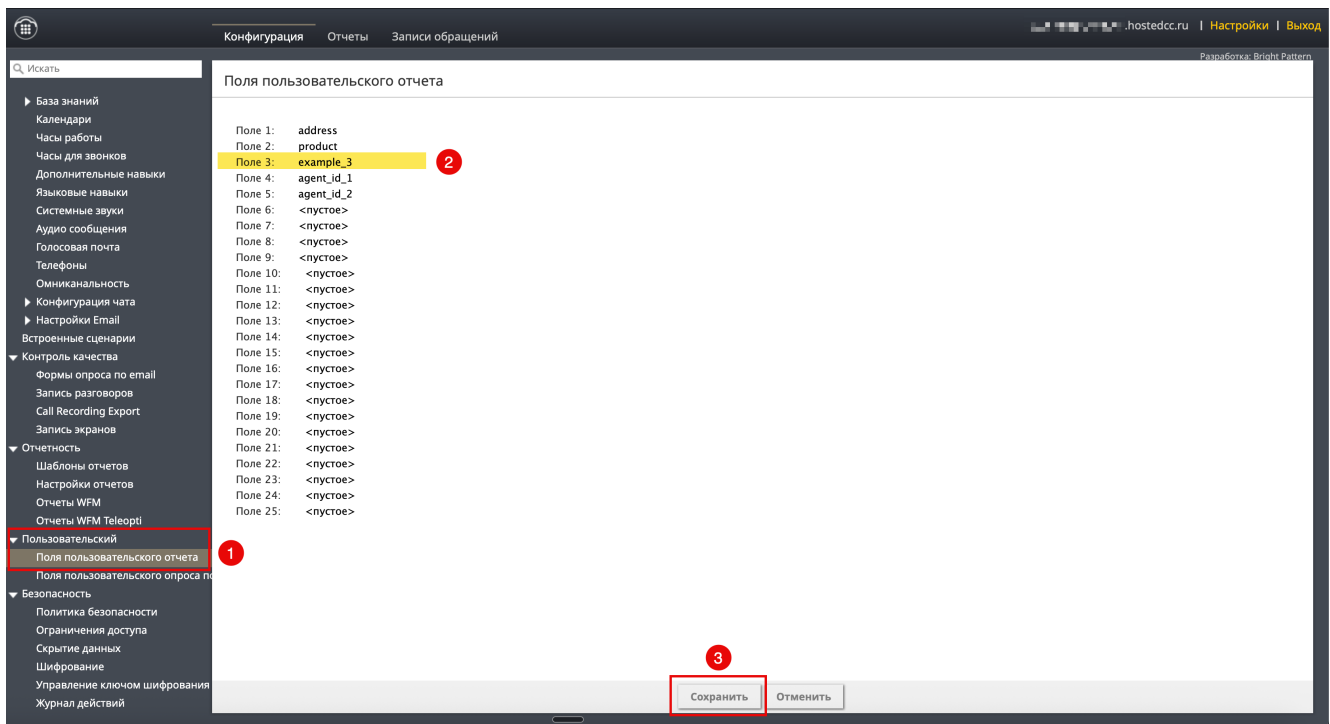 Конфигурация Отчеты Записи обращений
.hostedcc.ru | Настройки | Выход
Разработка: Bright Pattern
Искать
База знаний
Календари
Часы работы
Часы для звонков
Дополнительные навыки
Языковые навыки
Системные звуки
Аудио сообщения
Голосовая почта
Телефоны
Омниканальность
Конфигурация чата
Настройки Email
Встроенные сценарии
Контроль качества
Формы опроса по email
Запись разговоров
Call Recording Export
Запись экранов
Отчетность
Шаблоны отчетов
Настройки отчетов
Отчеты WFM
Отчеты WFM Teleopti
Пользовательский
Поля пользовательского отчета
1
Поля пользовательского опроса по
Безопасность
Политика безопасности
Ограничения доступа
Скрытие данных
Шифрование
Управление ключом шифрования
Журнал действий
Поля пользовательского отчета
Поле 1: address
Поле 2: product
Поле 3: example_3 2
Поле 4: agent_id_1
Поле 5: agent_id_2
Поле 6: <пустое>
Поле 7: <пустое>
Поле 8: <пустое>
Поле 9: <пустое>
Поле 10: <пустое>
Поле 11: <пустое>
Поле 12: <пустое>
Поле 13: <пустое>
Поле 14: <пустое>
Поле 15: <пустое>
Поле 16: <пустое>
Поле 17: <пустое>
Поле 18: <пустое>
Поле 19: <пустое>
Поле 20: <пустое>
Поле 21: <пустое>
Поле 22: <пустое>
Поле 23: <пустое>
Поле 24: <пустое>
Поле 25: <пустое>
3
Сохранить Отменить